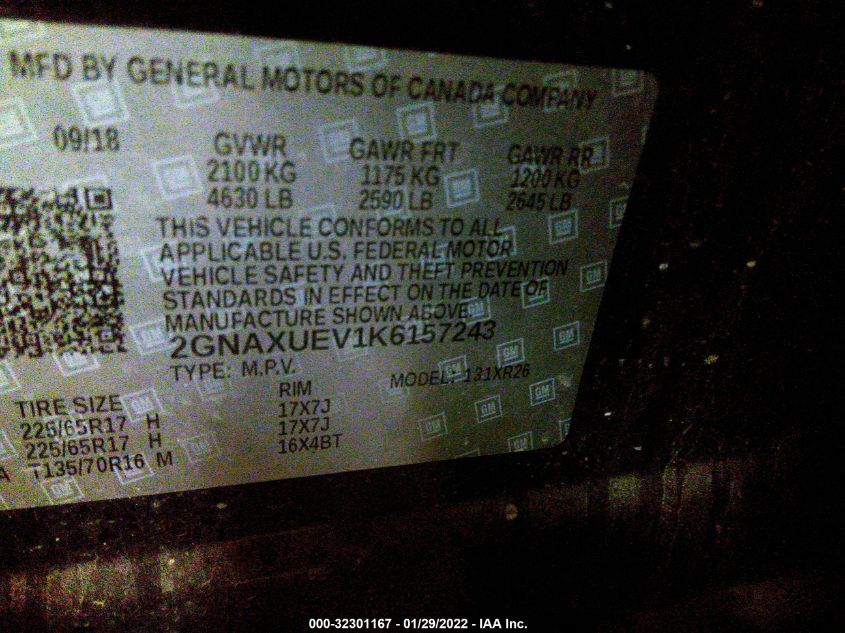 MFD BY GENERAL MOTORS OF CANADA COMPANY
09/18 GVWR GAWR FRT GAWR RR
2100 KG 1175 KG 1200 KG
4630 LB 2590 LB 2645 LB
THIS VEHICLE CONFORMS TO ALL
APPLICABLE U.S. FEDERAL MOTOR
VEHICLE SAFETY AND THEFT PREVENTION
STANDARDS IN EFFECT ON THE DATE OF
MANUFACTURE SHOWN ABOVE.
2GNAXUEV1K6157243
TYPE: M.P.V. MODEL: 131XR26
TIRE SIZE RIM
225/65R17 H 17X7J
225/65R17 H 17X7J
A T135/70R16 M 16X4BT
000-32301167 - 01/29/2022 - IAA Inc.